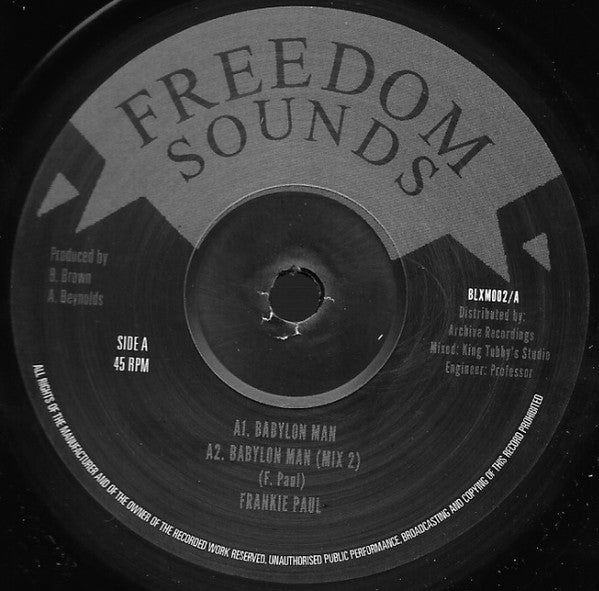 FREEDOM
SOUNDS
Produced by
B. Brown
A. Reynolds
SIDE A
45 RPM
BLXM002/A
Distributed by:
Archive Recordings
Mixed: King Tubby's Studio
Engineer: Professor
A1. BABYLON MAN
A2. BABYLON MAN (MIX 2)
(F. Paul)
FRANKIE PAUL
ALL RIGHTS OF THE MANUFACTURER AND OF THE OWNER OF THE RECORDED WORK RESERVED. UNAUTHORISED PUBLIC PERFORMANCE, BROADCASTING AND COPYING OF THIS RECORD PROHIBITED